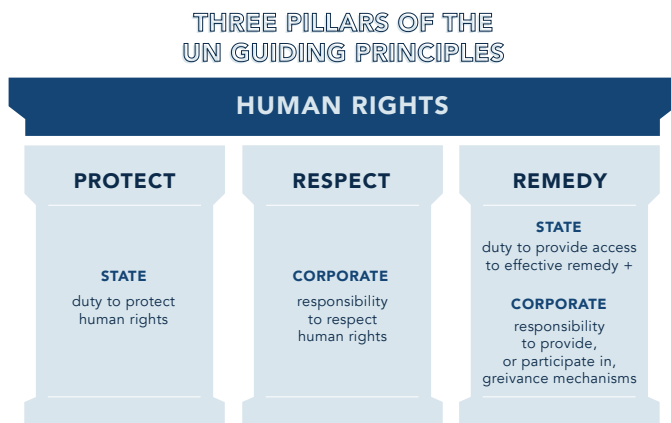 THREE PILLARS OF THE
UN GUIDING PRINCIPLES
HUMAN RIGHTS
PROTECT
STATE
duty to protect
human rights
RESPECT
CORPORATE
responsibility
to respect
human rights
REMEDY
STATE
duty to provide access
to effective remedy +
CORPORATE
responsibility
to provide,
or participate in,
greivance mechanisms